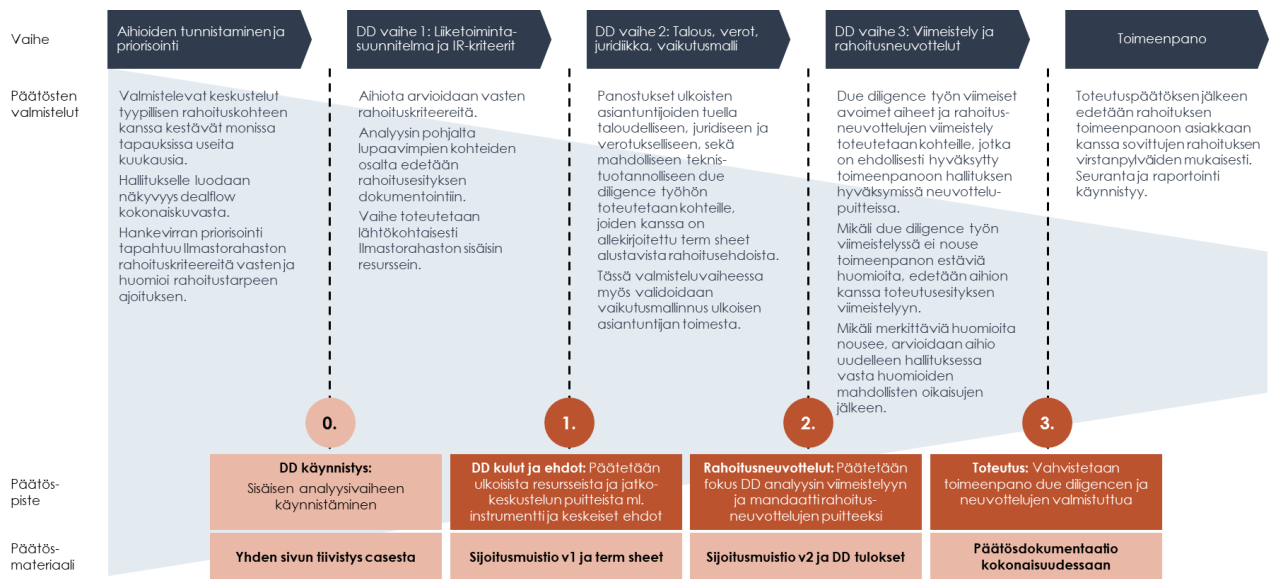 Vaihe
Aihioiden tunnistaminen ja
priorisointi
DD vaihe 1: Liiketoiminta-
suunnitelma ja IR-kriteerit
DD vaihe 2: Talous, verot,
juridiikka, vaikutusmalli
DD vaihe 3: Viimeistely ja
rahoitusneuvottelut
Toimeenpano
Päätösten
valmistelut
Valmistelevat keskustelut
tyypillisen rahoituskohteen
kanssa kestävät monissa
tapauksissa useita
kuukausia.
Hallitukselle luodaan
näkyvyys dealflow
kokonaiskuvasta.
Hankevirran priorisointi
tapahtuu Ilmastorahaston
rahoituskriteereitä vasten ja
huomioi rahoitustarpeen
ajoituksen.
Aihiota arvioidaan vasten
rahoituskriteereitä.
Analyysin pohjalta
lupaavimpien kohteiden
osalta edetään
rahoitusesityksen
dokumentointiin.
Vaihe toteutetaan
lähtökohtaisesti
Ilmastorahaston sisäisin
resurssein.
Panostukset ulkoisten
asiantuntijoiden tuella
taloudelliseen, juridiseen ja
verotukselliseen, sekä
mahdolliseen teknis-
tuotannolliseen due
diligence työhön
toteutetaan kohteille,
joiden kanssa on
allekirjoitettu term sheet
alustavista rahoitusehdoista.
Tässä valmisteluvaiheessa
myös validoidaan
vaikutusmallinnus ulkoisen
asiantuntijan toimesta.
Due diligence työn viimeiset
avoimet aiheet ja rahoitus-
neuvottelujen viimeistely
toteutetaan kohteille, jotka
on ehdollisesti hyväksytty
toimeenpanoon hallituksen
hyväksymissä neuvottelu-
puitteissa.
Mikäli due diligence työn
viimeistelyssä ei nouse
toimeenpanon estäviä
huomioita, edetään aihion
kanssa toteutusesityksen
viimeistelyyn.
Mikäli merkittäviä huomioita
nousee, arvioidaan aihio
uudelleen hallituksessa
vasta huomioiden
mahdollisten oikaisujen
jälkeen.
Toteutuspäätöksen jälkeen
edetään rahoituksen
toimeenpanoon asiakkaan
kanssa sovittujen rahoituksen
virstanpylväiden mukaisesti.
Seuranta ja raportointi
käynnistyy.
0.
1.
2.
3.
Päätös-
piste
DD käynnistys:
Sisäisen analyysivaiheen
käynnistäminen
DD kulut ja ehdot: Päätetään
ulkoisista resursseista ja jatko-
keskustelun puitteista ml.
instrumentti ja keskeiset ehdot
Rahoitusneuvottelut: Päätetään
fokus DD analyysin viimeistelyyn
ja mandaatti rahoitus-
neuvottelujen puitteeksi
Toteutus: Vahvistetaan
toimeenpano due diligencen ja
neuvottelujen valmistuttua
Päätös-
materiaali
Yhden sivun tiivistys casesta
Sijoitusmuistio v1 ja term sheet
Sijoitusmuistio v2 ja DD tulokset
Päätösdokumentaatio
kokonaisuudessaan